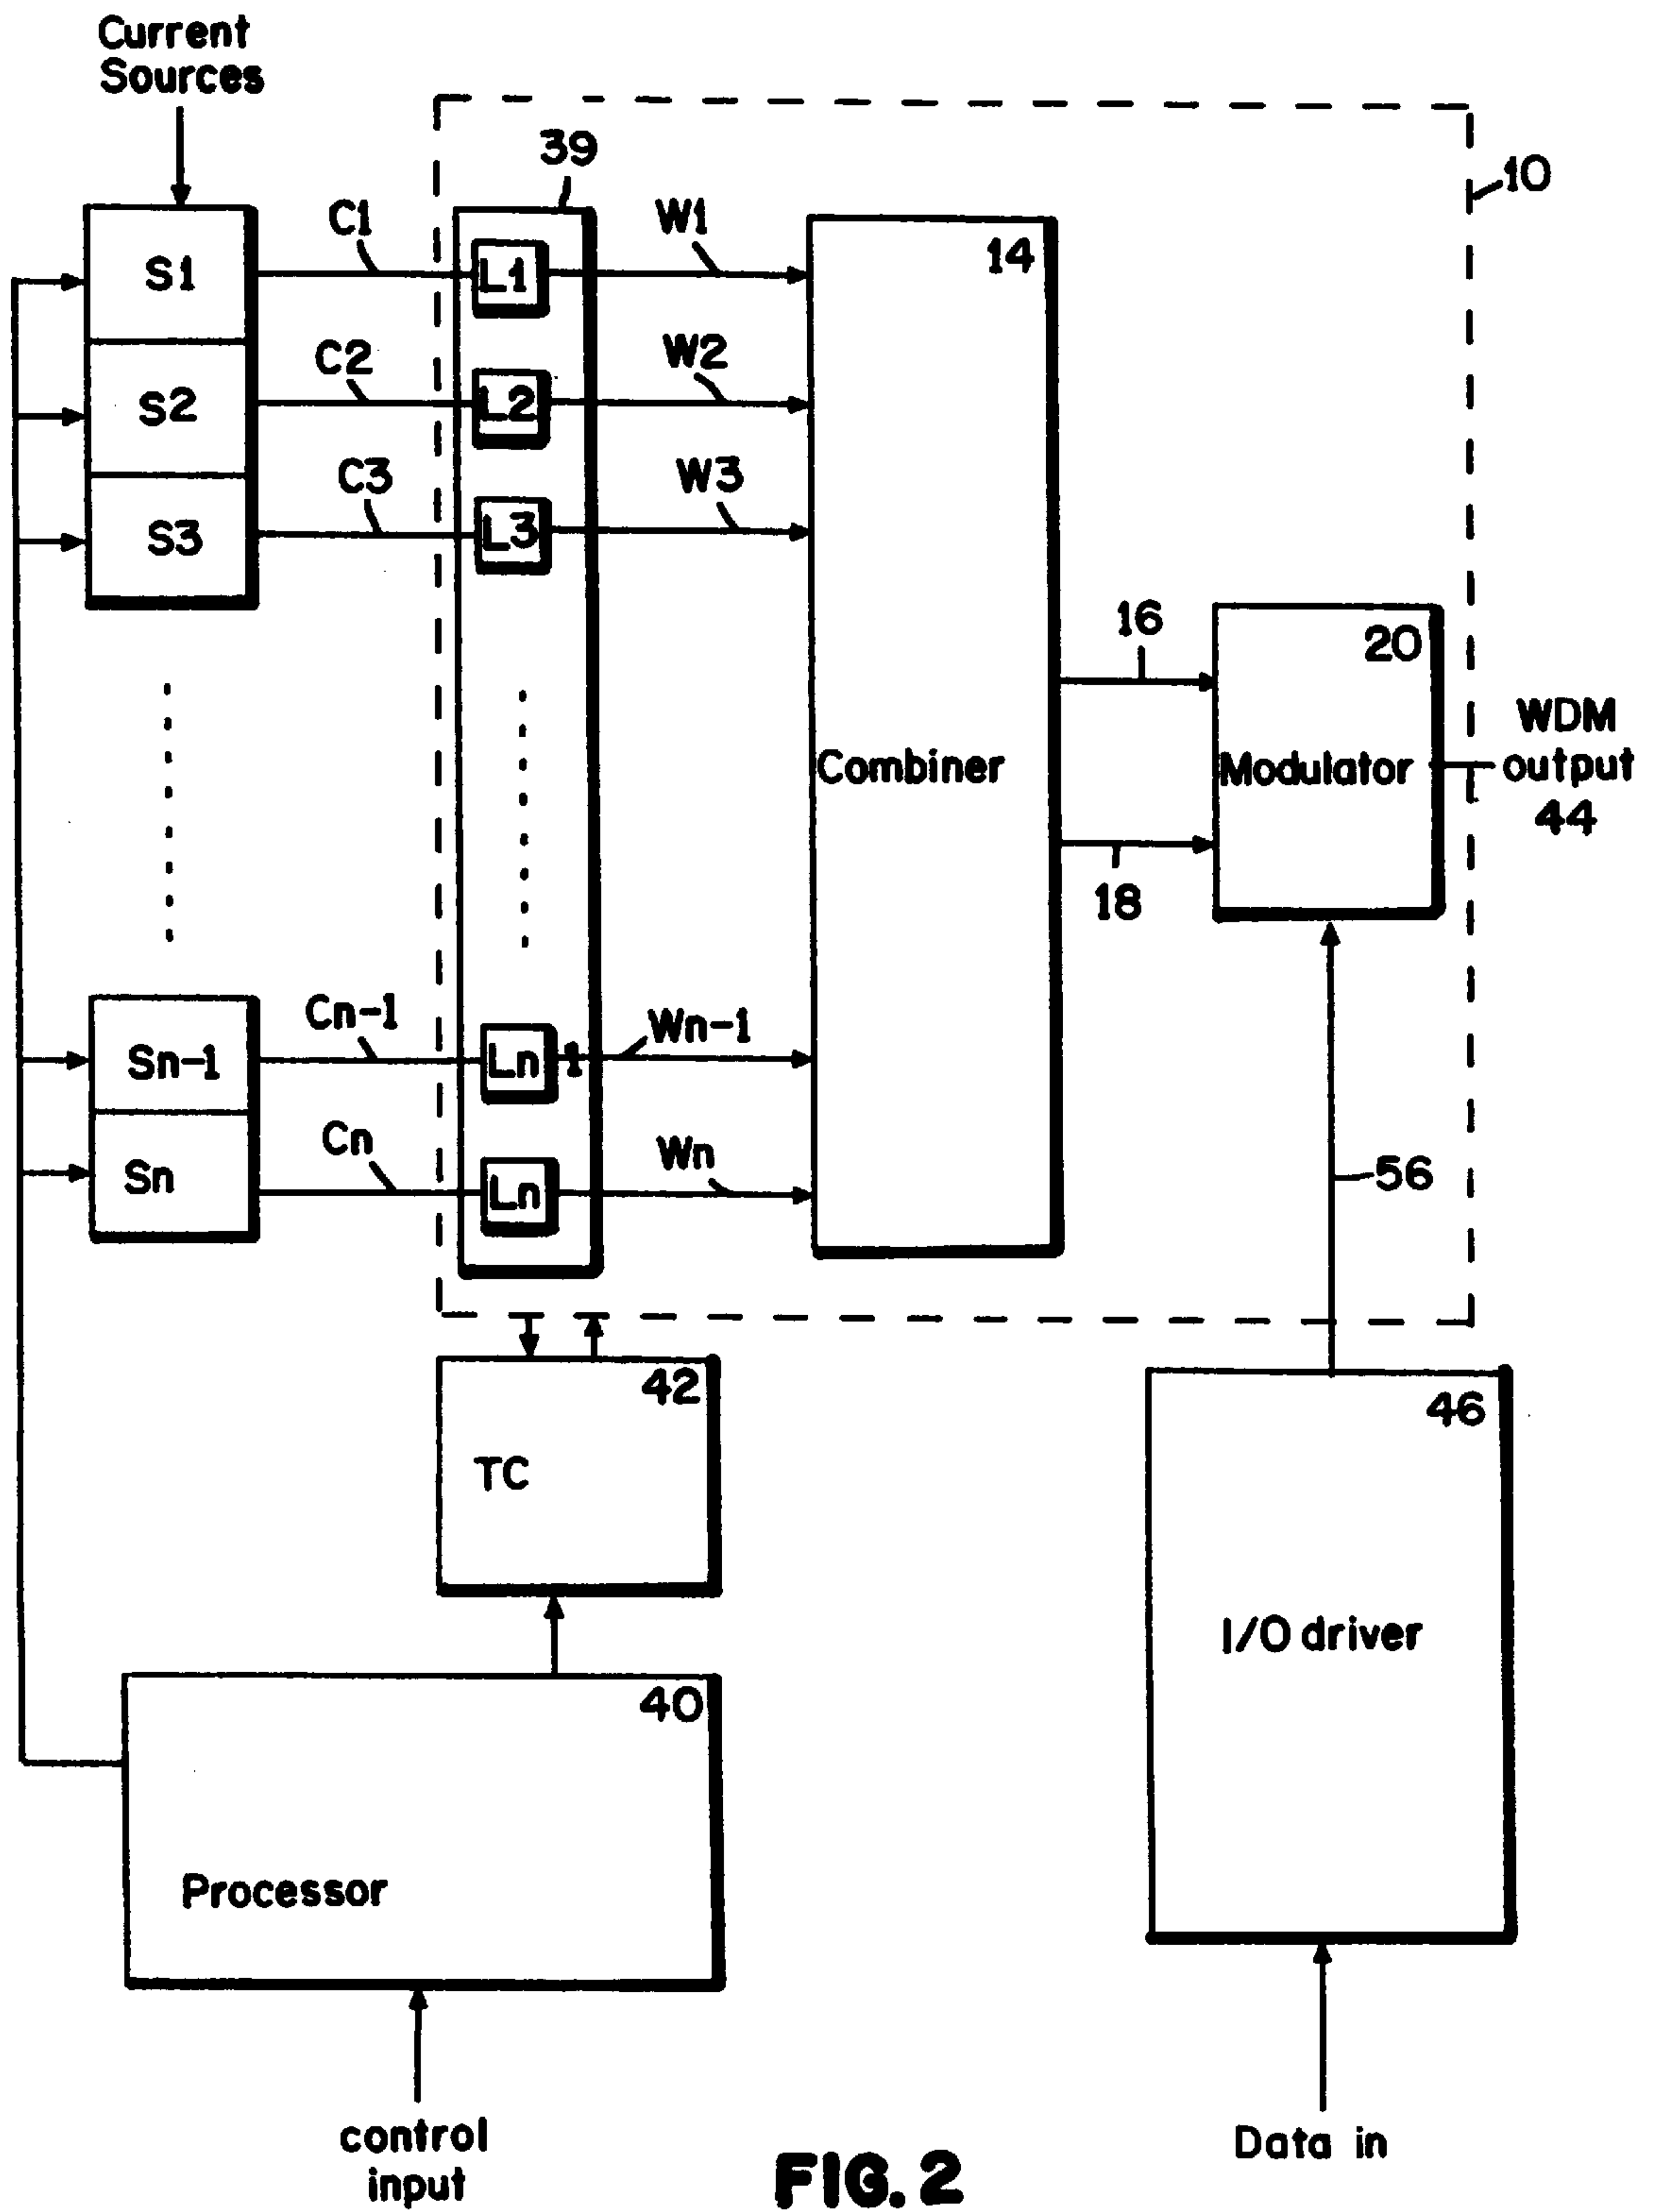 Current
Sources
39
10
C1
W1
14
S1
L1
C2
W2
S2
L2
C3
W3
S3
L3
16
20
WDM
output
44
Combiner
Modulator
18
Cn-1
Wn-1
Sn-1
Ln 1
Cn
Wn
56
Sn
Ln
42
46
TC
I/O driver
40
Processor
control
input
Data in
FIG. 2